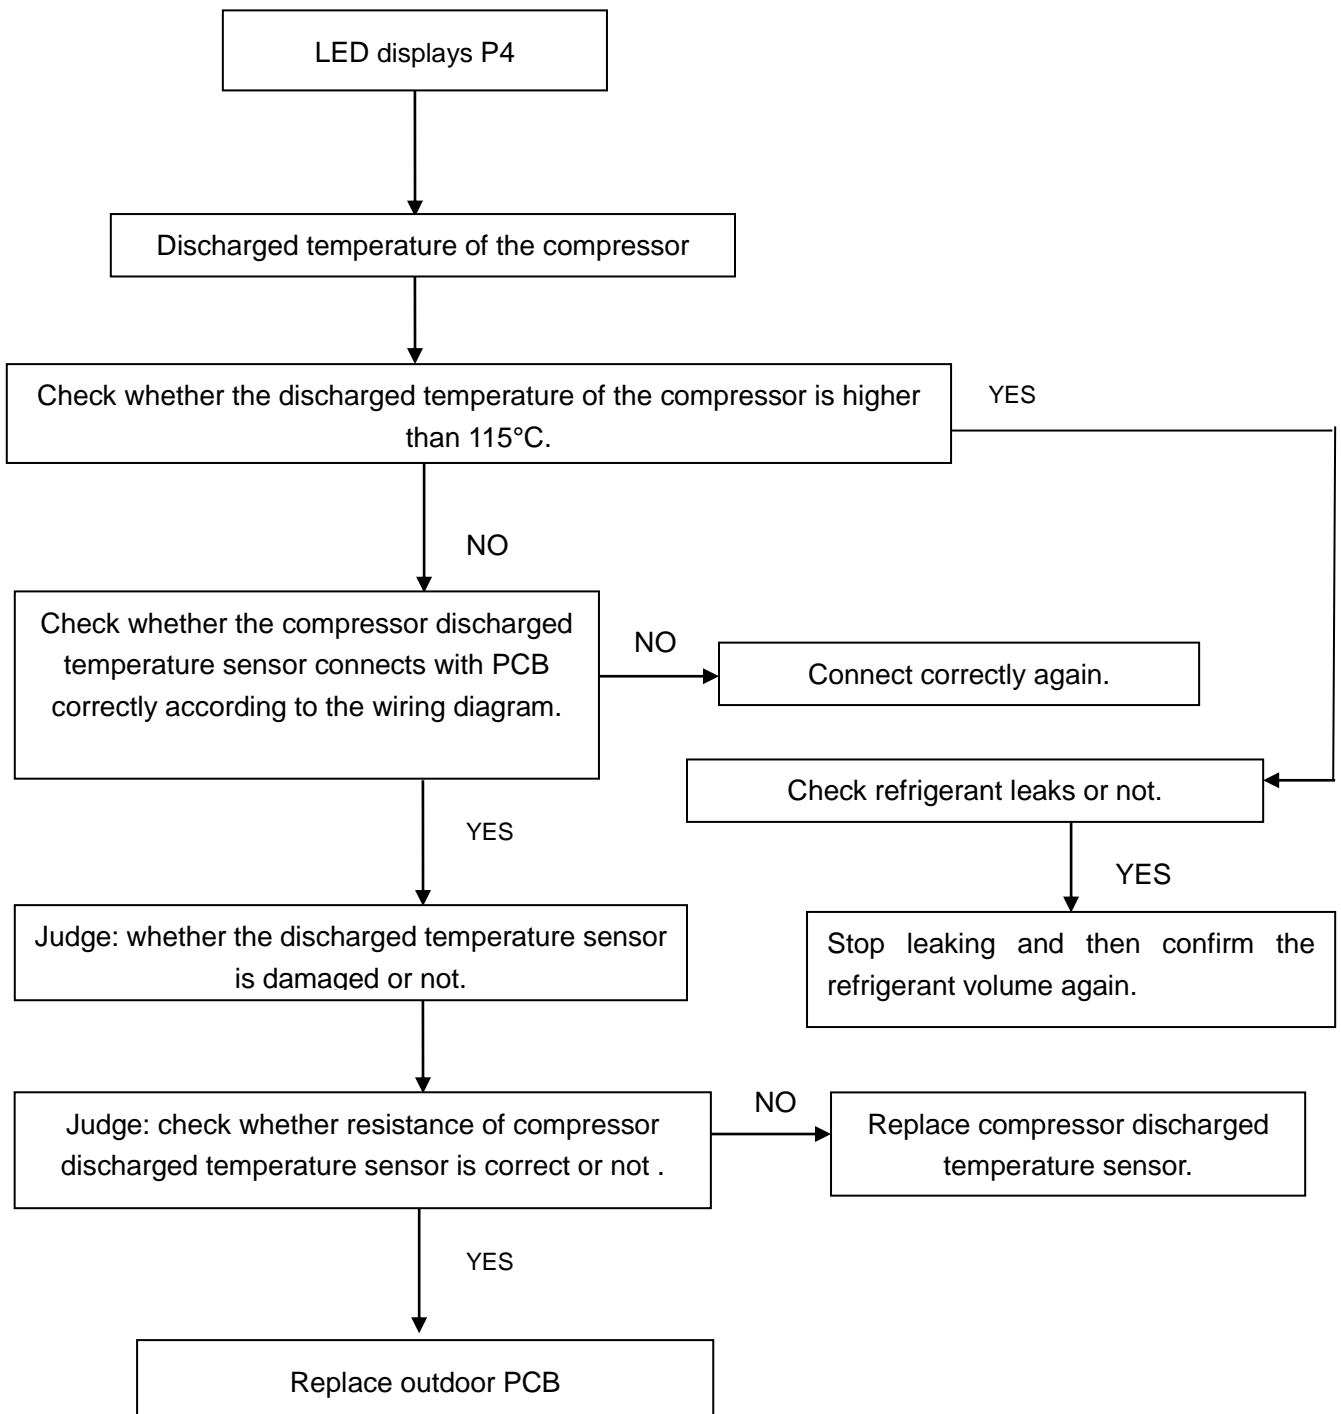 LED displays P4
Discharged temperature of the compressor
Check whether the discharged temperature of the compressor is higher
than 115°C.
YES
NO
Check whether the compressor discharged
temperature sensor connects with PCB
correctly according to the wiring diagram.
NO
Connect correctly again.
Check refrigerant leaks or not.
YES
YES
Stop leaking and then confirm the
refrigerant volume again.
Judge: whether the discharged temperature sensor
is damaged or not.
Judge: check whether resistance of compressor
discharged temperature sensor is correct or not .
NO
Replace compressor discharged
temperature sensor.
YES
Replace outdoor PCB